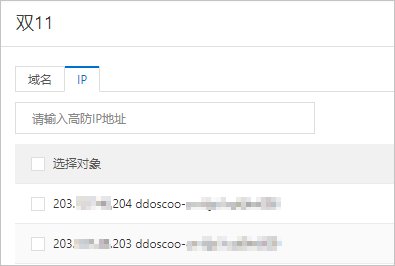 双11
域名 IP
请输入高防IP地址
选择对象
203. .204 ddoscoo-
203. .203 ddoscoo-